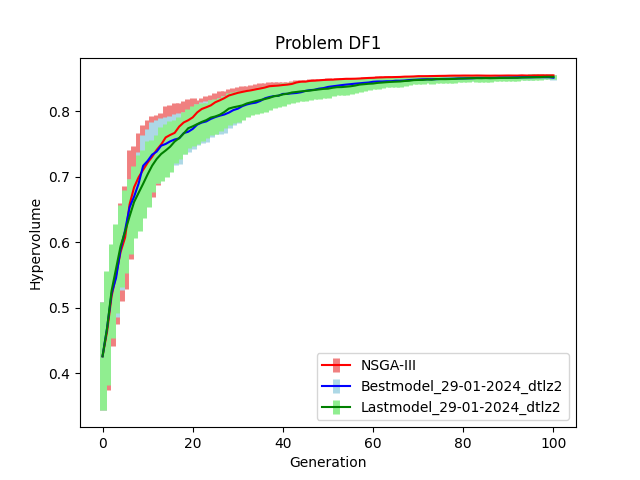 Problem DF1
Hypervolume
0.8
0.7
0.6
0.5
0.4
NSGA-III
Bestmodel_29-01-2024_dtlz2
Lastmodel_29-01-2024_dtlz2
0 20 40 60 80 100
Generation